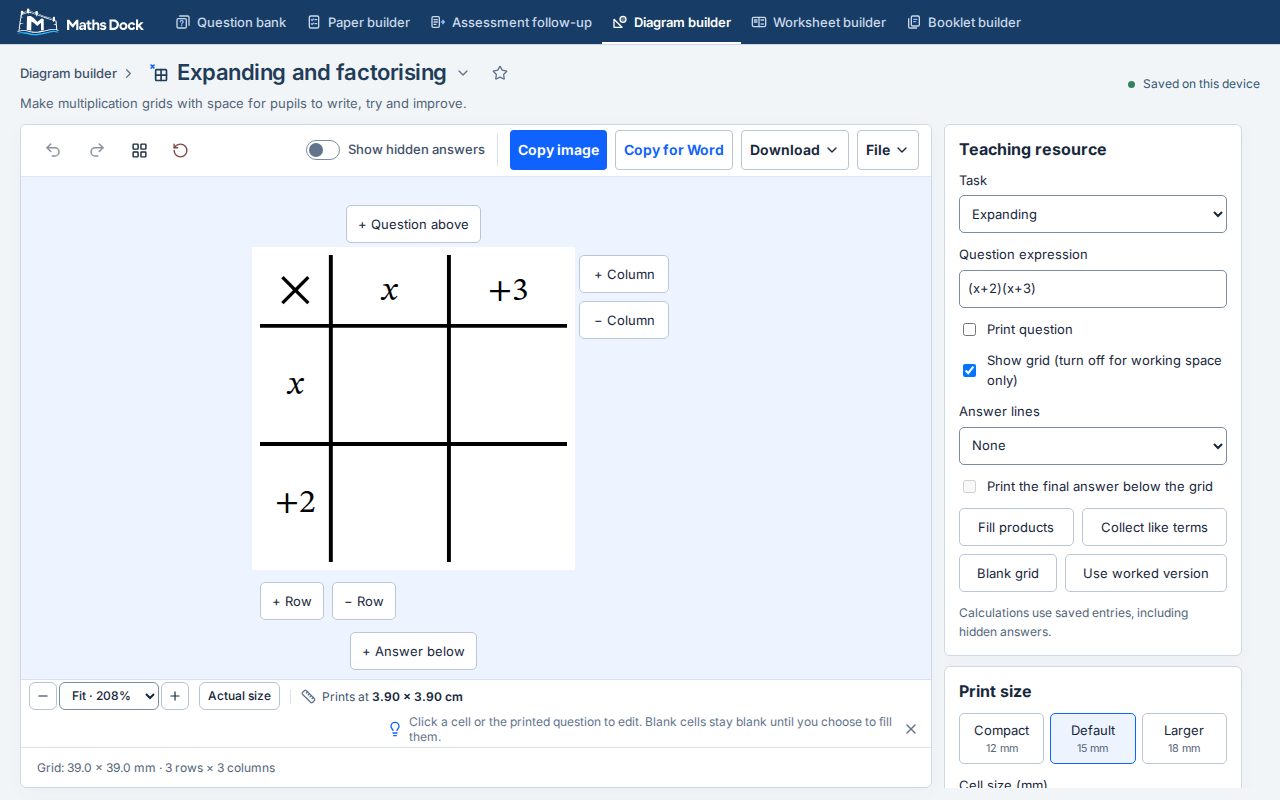 Maths Dock
Question bank
Paper builder
Assessment follow-up
Diagram builder
Worksheet builder
Booklet builder
Diagram builder
Expanding and factorising
Saved on this device
Make multiplication grids with space for pupils to write, try and improve.
Show hidden answers
Copy image
Copy for Word
Download
File
+ Question above
× x +3
x
+2
+ Column
− Column
+ Row
− Row
+ Answer below
− Fit · 208% +
Actual size
Prints at 3.90 × 3.90 cm
Click a cell or the printed question to edit. Blank cells stay blank until you choose to fill
them.
Grid: 39.0 × 39.0 mm · 3 rows × 3 columns
Teaching resource
Task
Expanding
Question expression
(x+2)(x+3)
Print question
Show grid (turn off for working space
only)
Answer lines
None
Print the final answer below the grid
Fill products
Collect like terms
Blank grid
Use worked version
Calculations use saved entries, including
hidden answers.
Print size
Compact
12 mm
Default
15 mm
Larger
18 mm
Cell size (mm)